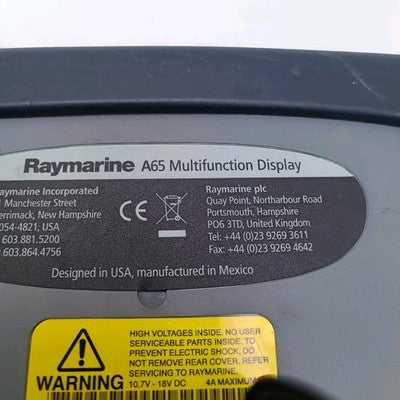 Raymarine A65 Multifunction Display
aymarine Incorporated
Manchester Street
errimack, New Hampshire
054-4821, USA
603.881.5200
603.864.4756
CE
Raymarine plc
Quay Point, Northarbour Road
Portsmouth, Hampshire
PO6 3TD, United Kingdom
Tel: +44 (0)23 9269 3611
Fax: +44 (0)23 9269 4642
Designed in USA, manufactured in Mexico
WARNING
HIGH VOLTAGES INSIDE. NO USER
SERVICEABLE PARTS INSIDE. TO
PREVENT ELECTRIC SHOCK, DO
NOT REMOVE REAR COVER. REFER
SERVICING TO RAYMARINE.
10.7V - 18V DC 4A MAXIMUM